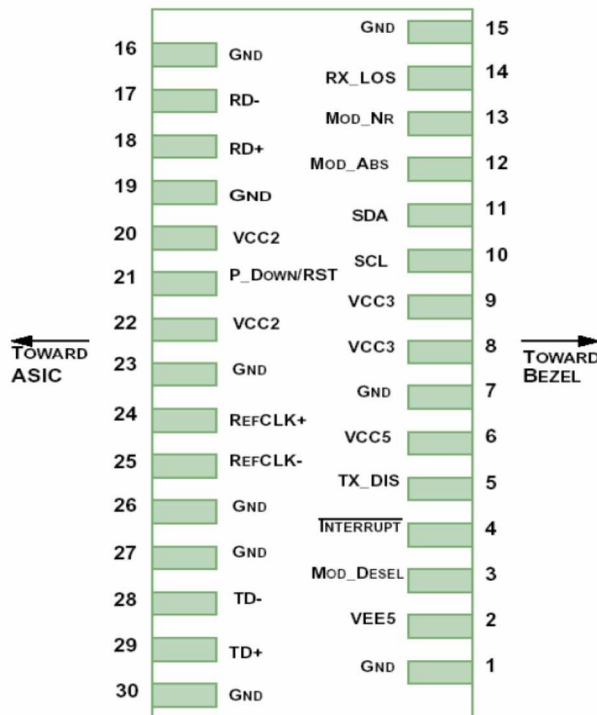 GND 15
16 GND
RX_LOS 14
17 RD-
MOD_NR 13
18 RD+
MOD_ABS 12
19 GND
SDA 11
20 VCC2
SCL 10
21 P_DOWN/RST
VCC3 9
22 VCC2
VCC3 8
TOWARD
ASIC
TOWARD
BEZEL
23 GND
GND 7
24 REFCLK+
VCC5 6
25 REFCLK-
TX_DIS 5
26 GND
INTERRUPT 4
27 GND
MOD_DESEL 3
28 TD-
VEE5 2
29 TD+
GND 1
30 GND